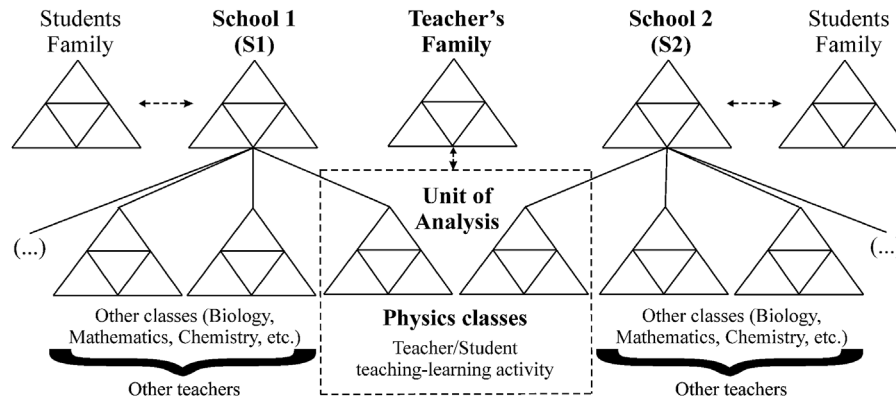 Students
Family
School 1
(S1)
Teacher's
Family
School 2
(S2)
Students
Family
Unit of
Analysis
(...)
(...)
Other classes (Biology,
Mathematics, Chemistry, etc.)
Other teachers
Physics classes
Teacher/Student
teaching-learning activity
Other classes (Biology,
Mathematics, Chemistry, etc.)
Other teachers